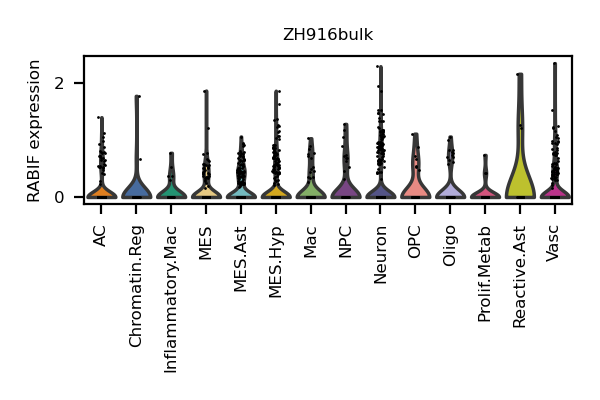 ZH916bulk
RABIF expression
2
0
AC
Chromatin.Reg
Inflammatory.Mac
MES
MES.Ast
MES.Hyp
Mac
NPC
Neuron
OPC
Oligo
Prolif.Metab
Reactive.Ast
Vasc